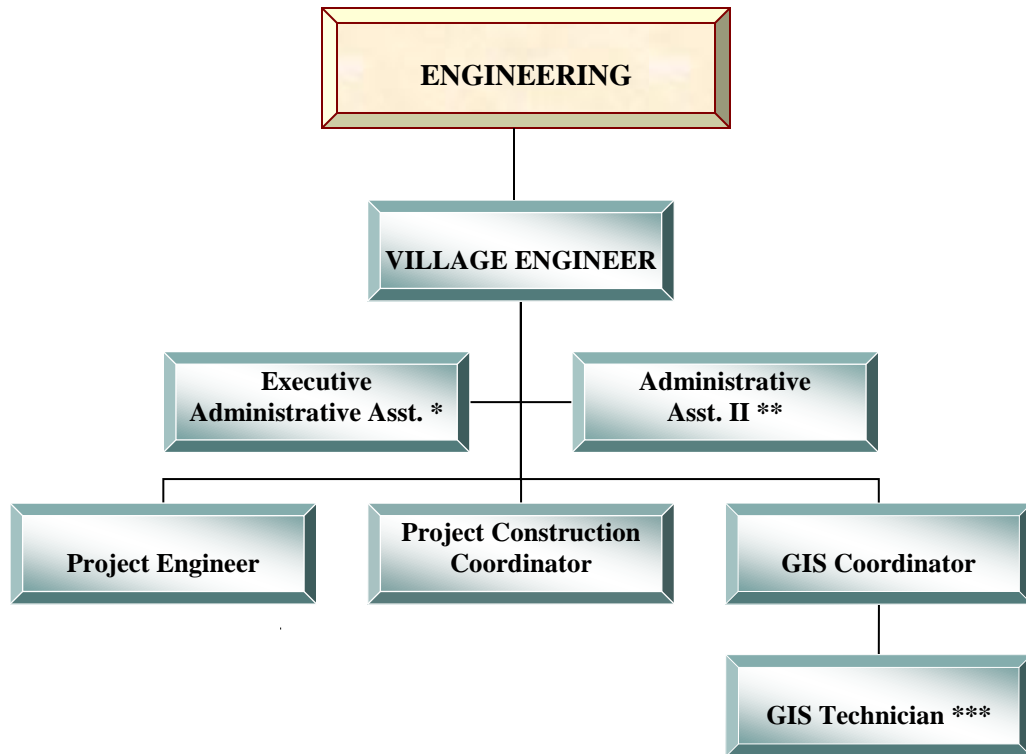 ENGINEERING
VILLAGE ENGINEER
Executive
Administrative Asst. *
Administrative
Asst. II **
Project Engineer
Project Construction
Coordinator
GIS Coordinator
GIS Technician ***